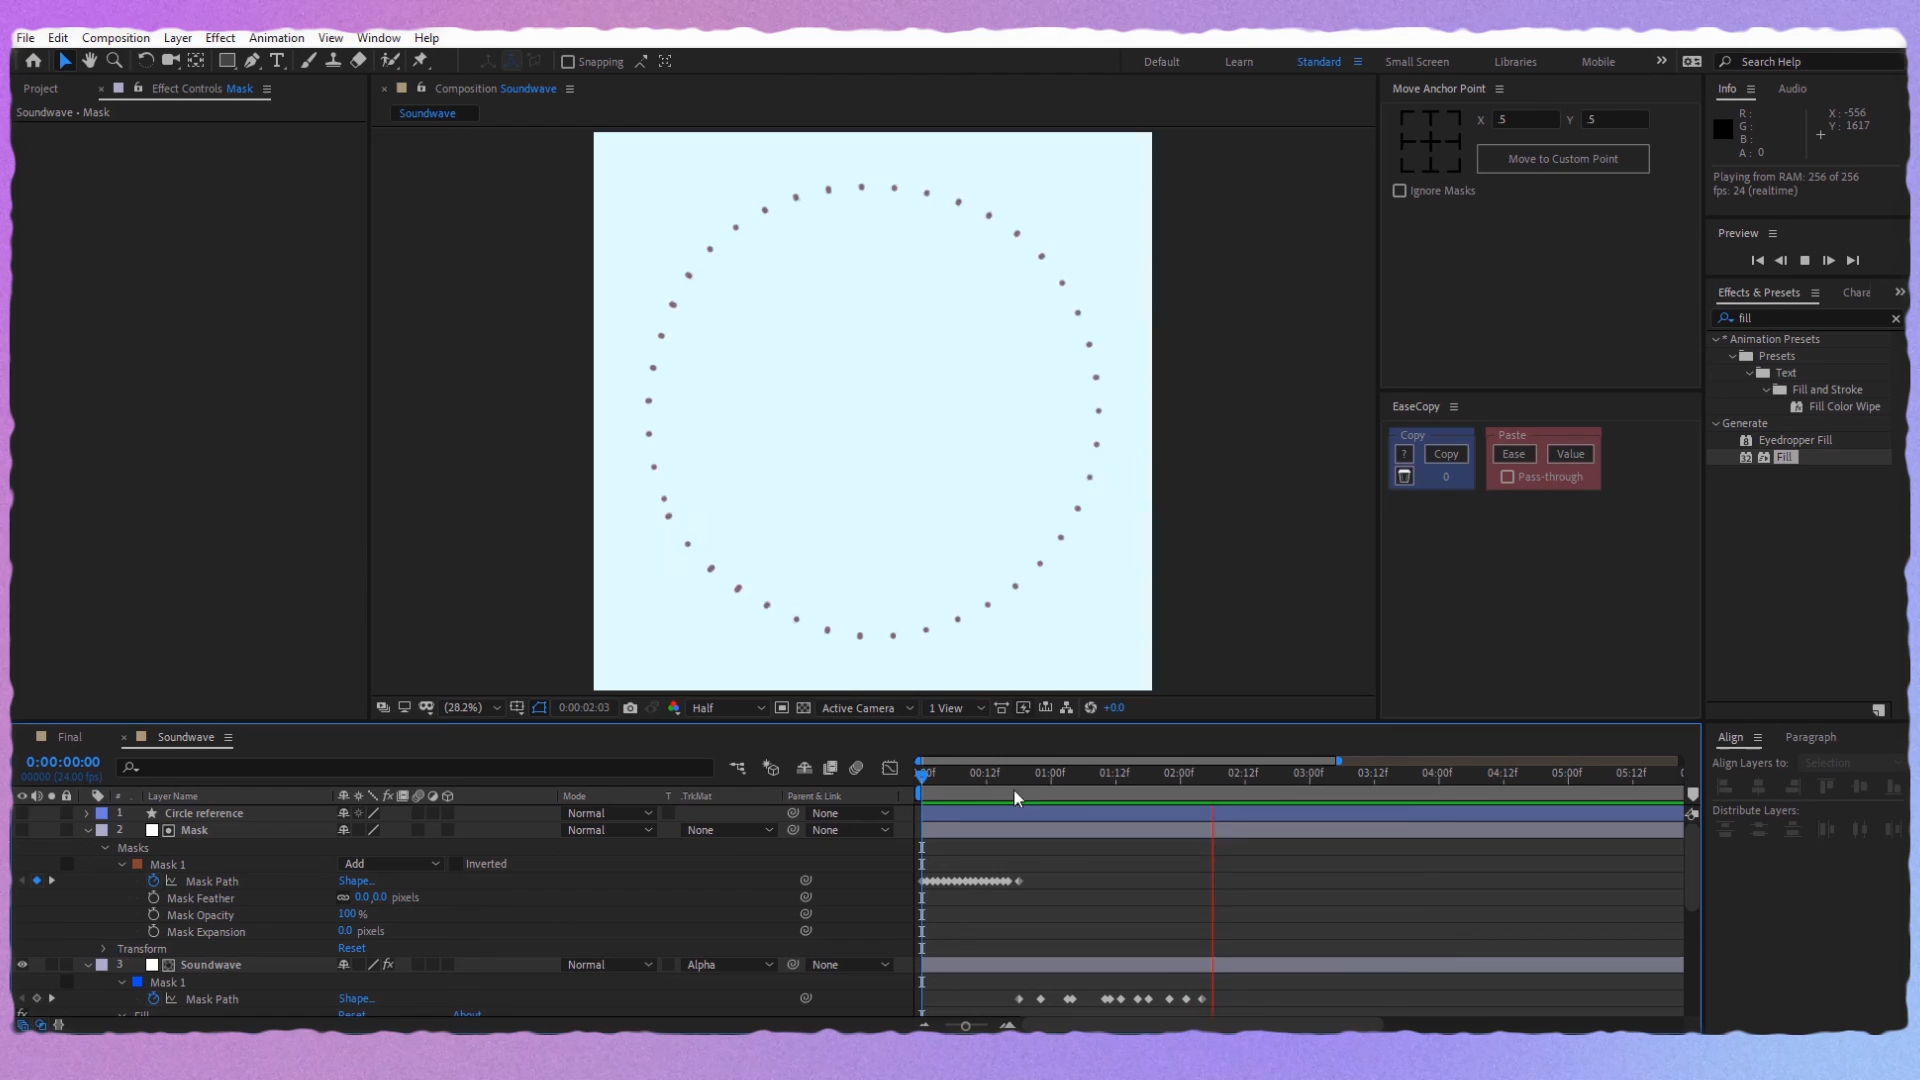 File Edit Composition Layer Effect Animation View Window Help
Snapping Default Learn Standard Small Screen Libraries Mobile » Search Help
Project × Effect Controls Mask
Soundwave • Mask
× Composition Soundwave
Soundwave
Move Anchor Point
X .5 Y .5
Move to Custom Point
Ignore Masks
Info Audio
R: X: -556
G: Y: 1617
B:
A: 0
Playing from RAM: 256 of 256
fps: 24 (realtime)
Preview
Effects & Presets Chara »
fill ×
* Animation Presets
Presets
Text
Fill and Stroke
Fill Color Wipe
Generate
Eyedropper Fill
Fill
EaseCopy
Copy Paste
? Copy Ease Value
0 Pass-through
(28.2%) 0:00:02:03 Half Active Camera 1 View +0.0
Final × Soundwave
0:00:00:00
00000 (24.00 fps)
:00f 00:12f 01:00f 01:12f 02:00f 02:12f 03:00f 03:12f 04:00f 04:12f 05:00f 05:12f
# Layer Name Mode T .TrkMat Parent & Link
1 Circle reference Normal None
2 Mask Normal None None
Masks
Mask 1 Add Inverted
Mask Path Shape...
Mask Feather 0.0,0.0 pixels
Mask Opacity 100 %
Mask Expansion 0.0 pixels
Transform Reset
3 Soundwave Normal Alpha None
Mask 1
Mask Path Shape...
Fill Reset About
Align Paragraph
Align Layers to: Selection
Distribute Layers: